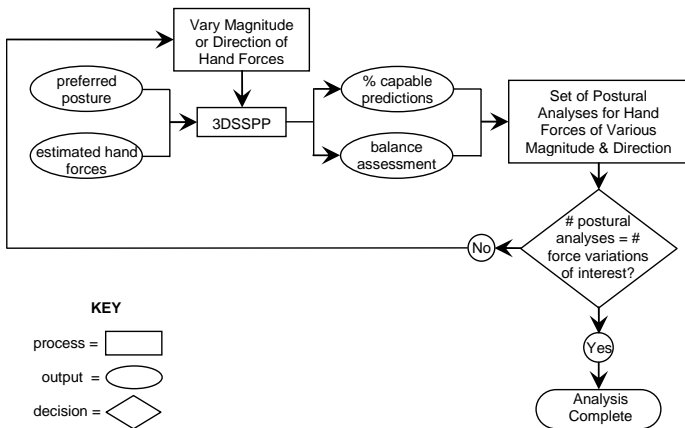 Vary Magnitude
or Direction of
Hand Forces
preferred
posture
estimated hand
forces
3DSSPP
% capable
predictions
balance
assessment
Set of Postural
Analyses for Hand
Forces of Various
Magnitude & Direction
# postural
analyses = #
force variations
of interest?
No
Yes
Analysis
Complete
KEY
process =
output =
decision =